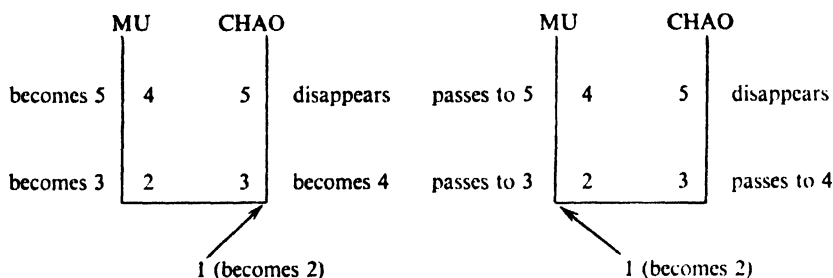 MU CHAO MU CHAO
becomes 5 4 5 disappears passes to 5 4 5 disappears
becomes 3 2 3 becomes 4 passes to 3 2 3 passes to 4
1 (becomes 2) 1 (becomes 2)